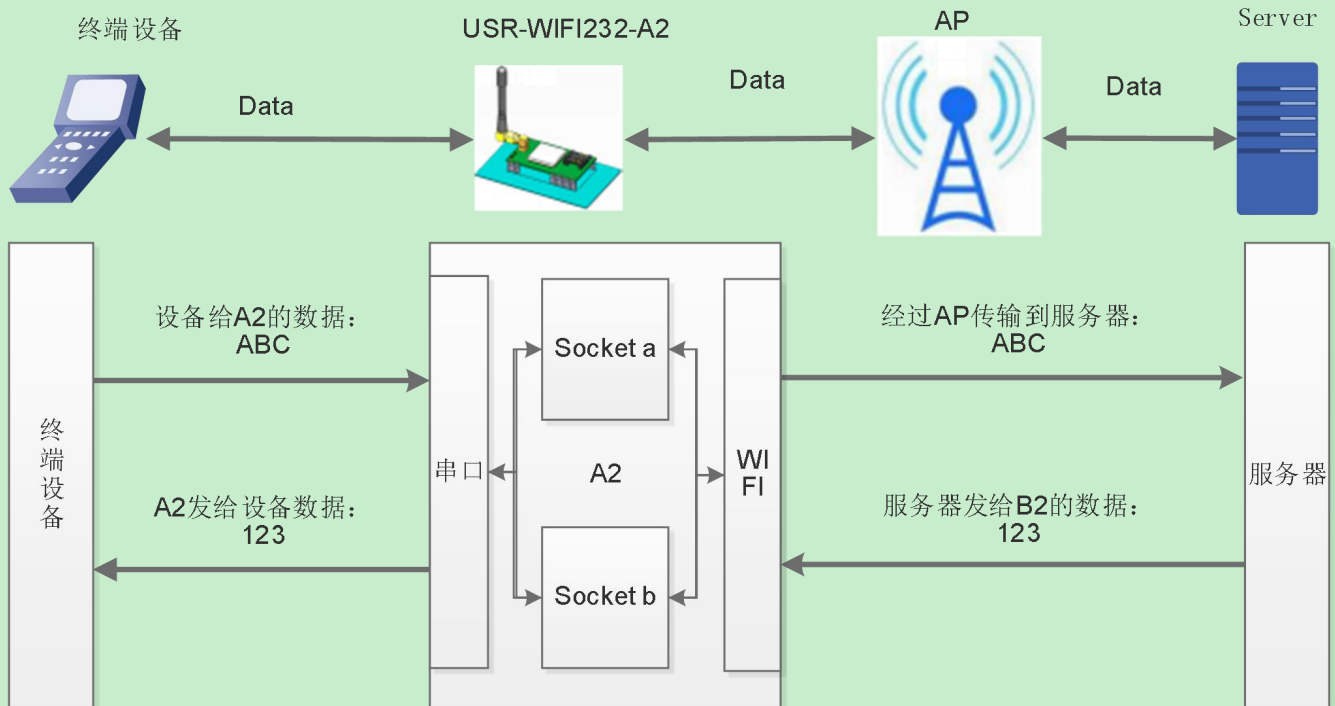 终端设备
USR-WIFI232-A2
AP
Server
Data
Data
Data
设备给A2的数据：
ABC
经过AP传输到服务器：
ABC
Socket a
终
端
设
备
串口
A2
WI
FI
服务器
A2发给设备数据：
123
服务器发给B2的数据：
123
Socket b